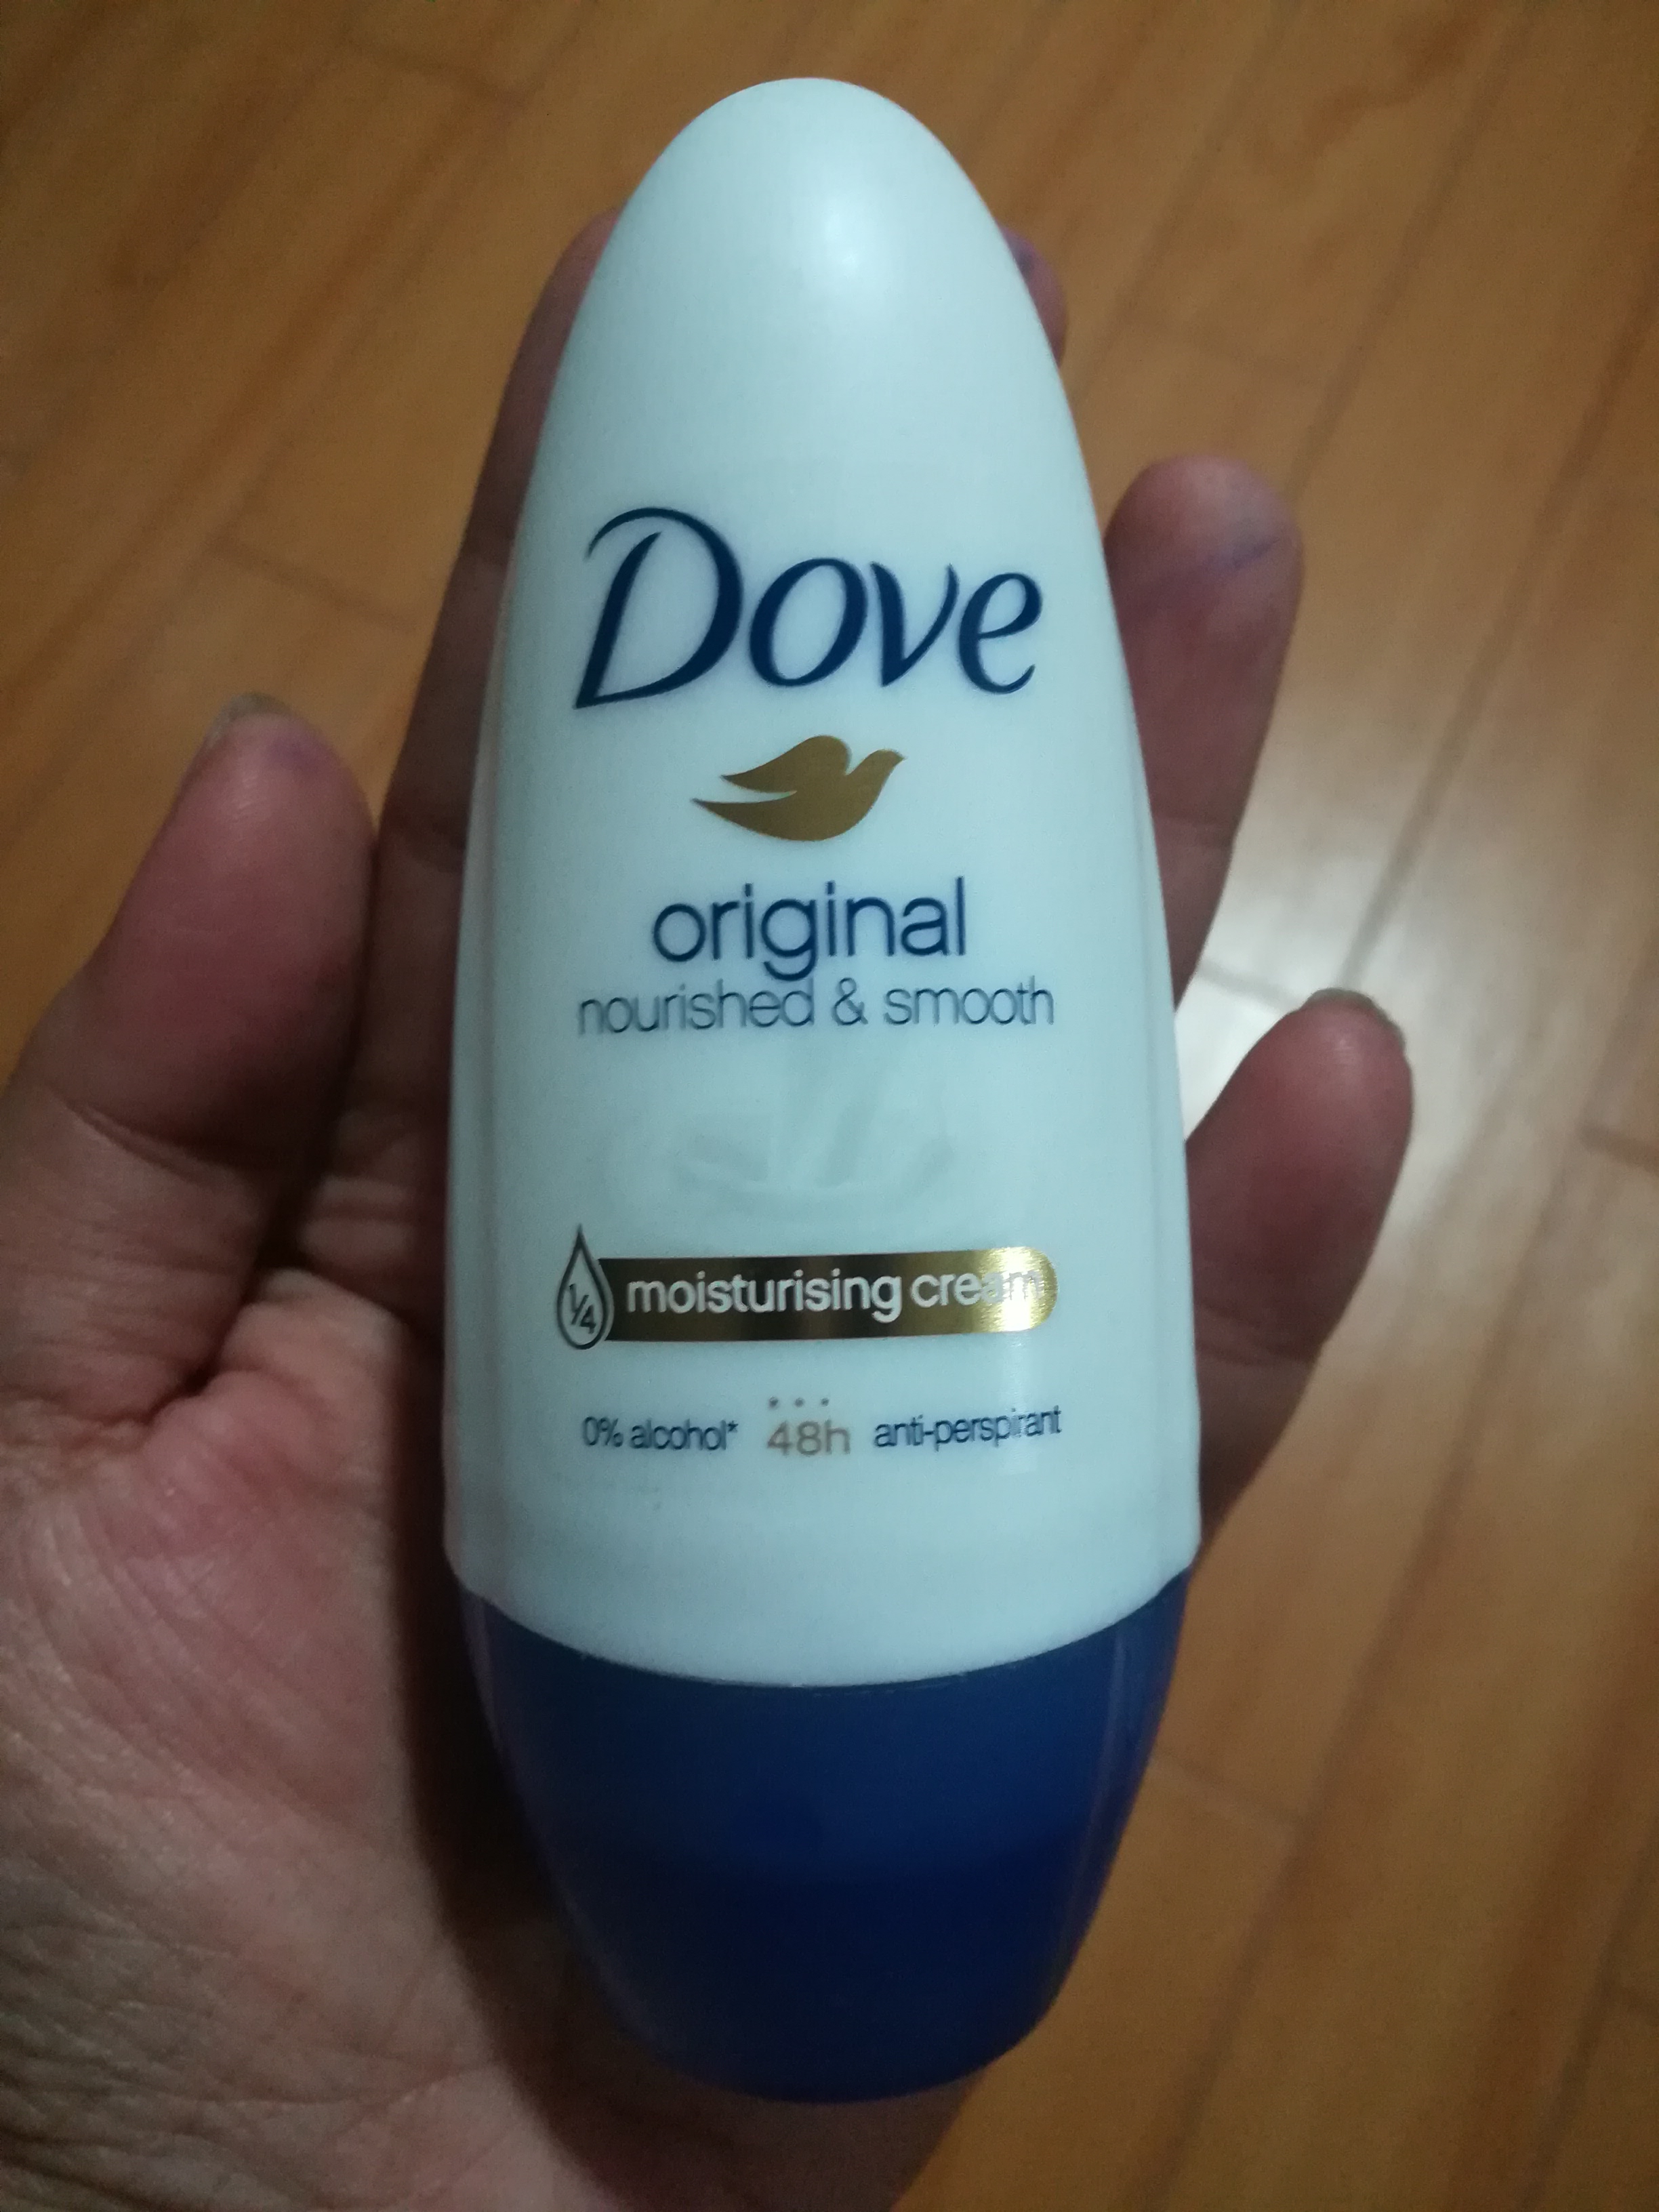 Dove
original
nourished & smooth
1/4 moisturising cream
0% alcohol* 48h anti-perspirant